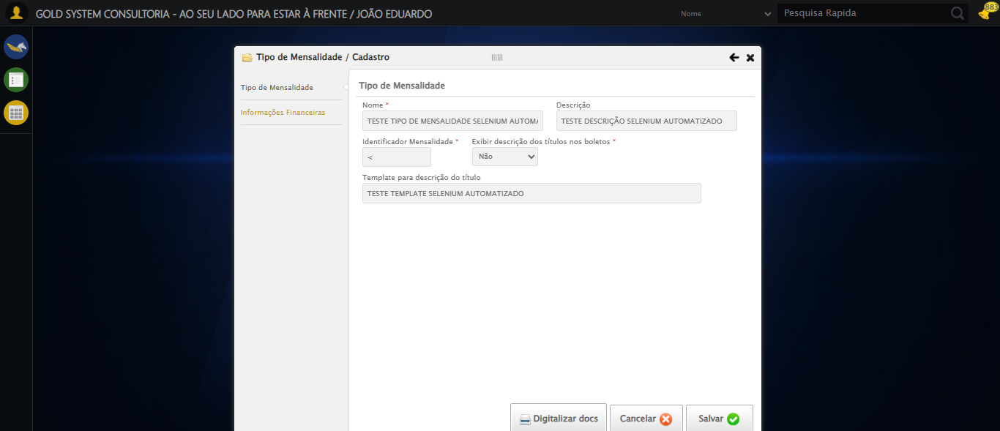 GOLD SYSTEM CONSULTORIA - AO SEU LADO PARA ESTAR À FRENTE / JOÃO EDUARDO
Nome
Pesquisa Rapida
883
Tipo de Mensalidade / Cadastro
Tipo de Mensalidade
Informações Financeiras
Tipo de Mensalidade
Nome * Descrição
TESTE TIPO DE MENSALIDADE SELENIUM AUTOMA TESTE DESCRIÇÃO SELENIUM AUTOMATIZADO
Identificador Mensalidade * Exibir descrição dos títulos nos boletos *
< Não
Template para descrição do título
TESTE TEMPLATE SELENIUM AUTOMATIZADO
Digitalizar docs Cancelar Salvar